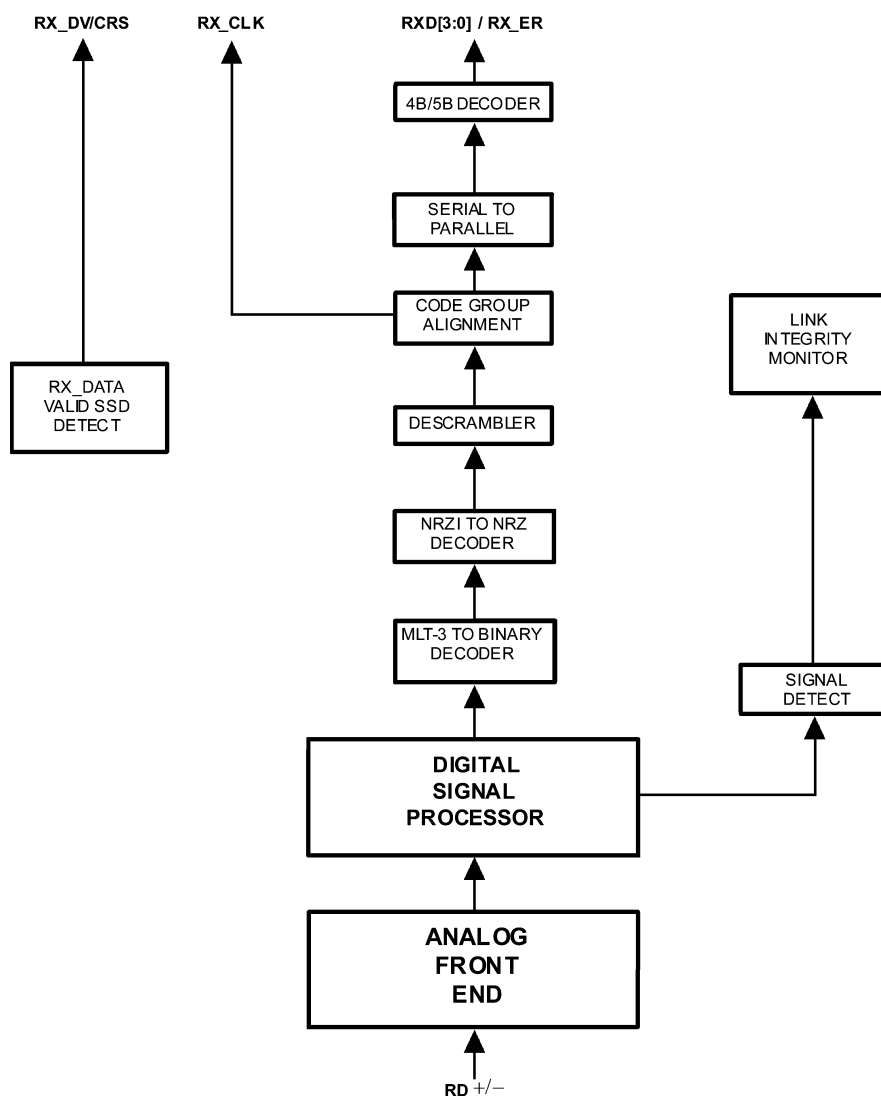 RX_DV/CRS
RX_CLK
RXD[3:0] / RX_ER
4B/5B DECODER
SERIAL TO
PARALLEL
CODE GROUP
ALIGNMENT
LINK
INTEGRITY
MONITOR
RX_DATA
VALID SSD
DETECT
DESCRAMBLER
NRZI TO NRZ
DECODER
MLT-3 TO BINARY
DECODER
SIGNAL
DETECT
DIGITAL
SIGNAL
PROCESSOR
ANALOG
FRONT
END
RD +/−